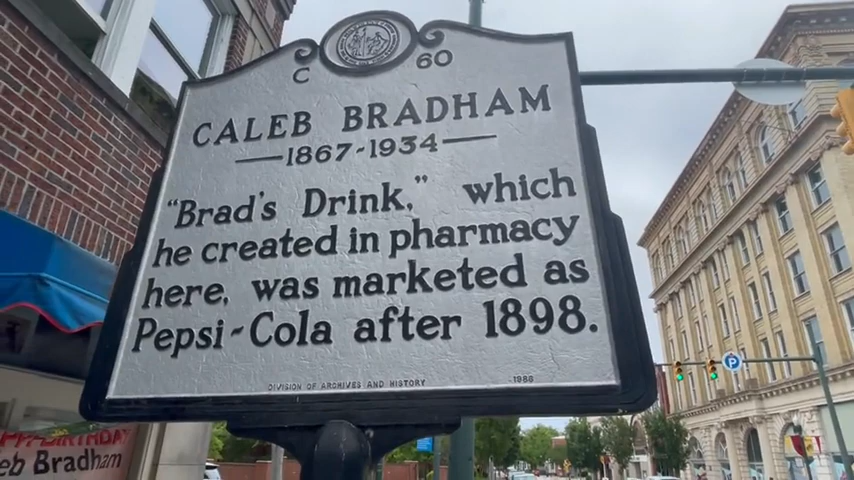 C 60
CALEB BRADHAM
1867-1934
"Brad's Drink," which
he created in pharmacy
here, was marketed as
Pepsi-Cola after 1898.
DIVISION OF ARCHIVES AND HISTORY 1988
BIRTHDAY
eb Bradham
P